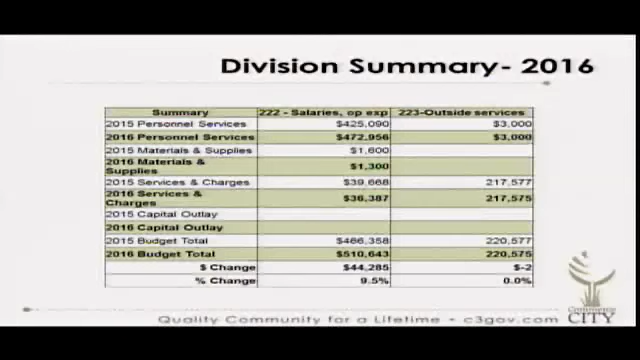 Division Summary- 2016
Summary 222 - Salaries, op exp 223-Outside services
2015 Personnel Services $425,090 $3,000
2016 Personnel Services $472,956 $3,000
2015 Materials & Supplies $1,600
2016 Materials &
Supplies $1,300
2015 Services & Charges $39,668 217,577
2016 Services &
Charges $36,387 217,575
2015 Capital Outlay
2016 Capital Outlay
2015 Budget Total $466,358 220,577
2016 Budget Total $510,643 220,575
$ Change $44,285 $-2
% Change 9.5% 0.0%
Commerce
CITY
Quality Community for a Lifetime • c3gov.com